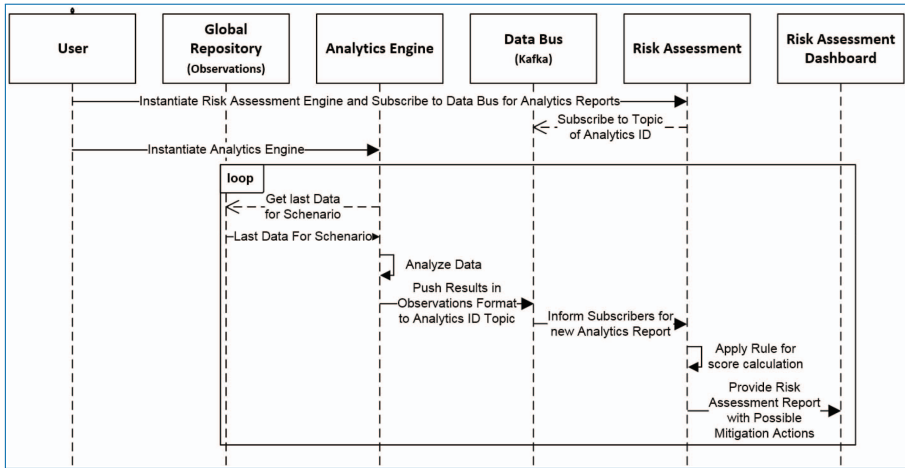 User
Global
Repository
(Observations)
Analytics Engine
Data Bus
(Kafka)
Risk Assessment
Risk Assessment
Dashboard
Instantiate Risk Assessment Engine and Subscribe to Data Bus for Analytics Reports
Subscribe to Topic
of Analytics ID
Instantiate Analytics Engine
loop
Get last Data
for Schenario
Last Data For Schenario
Analyze Data
Push Results in
Observations Format
to Analytics ID Topic
Inform Subscribers for
new Analytics Report
Apply Rule for
score calculation
Provide Risk
Assessment Report
with Possible
Mitigation Actions